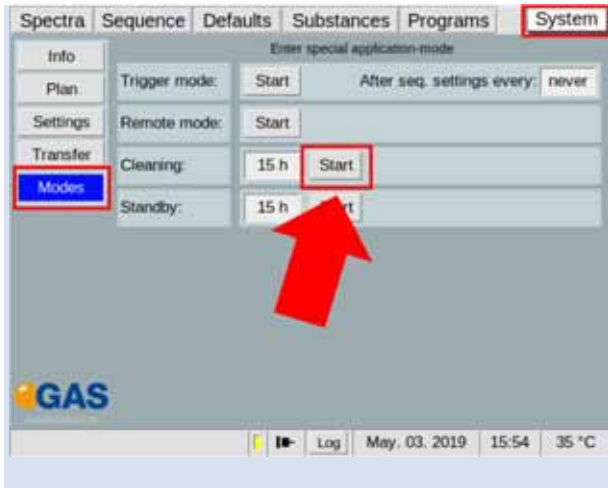 Spectra Sequence Defaults Substances Programs System
Info
Enter special application-mode
Plan
Trigger mode: Start After seq. settings every: never
Settings
Remote mode: Start
Transfer
Cleaning: 15 h Start
Modes
Standby: 15 h
GAS
Log May. 03. 2019 15:54 35 °C